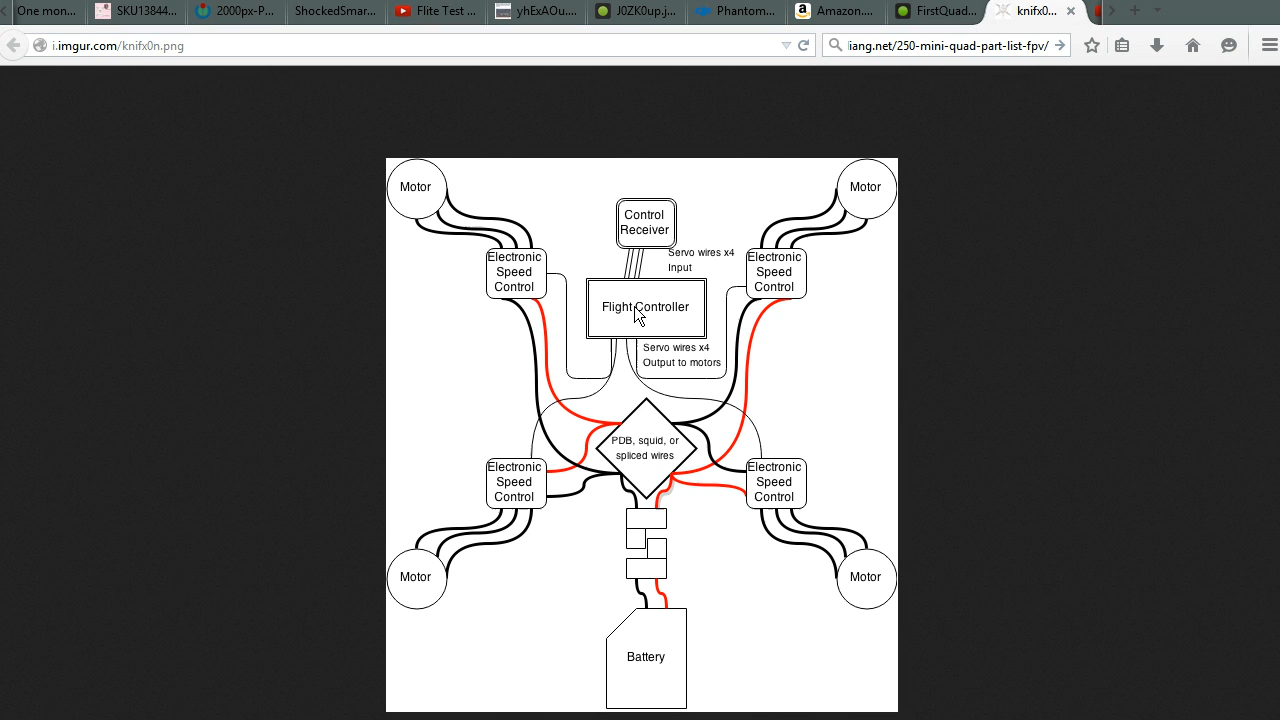 One mon...
SKU13844...
2000px-P...
ShockedSmar...
Flite Test ...
yhExAOu....
J0ZK0up.j...
Phantom...
Amazon....
FirstQuad...
knifx0...
i.imgur.com/knifx0n.png
iang.net/250-mini-quad-part-list-fpv/
Motor
Motor
Control
Receiver
Servo wires x4
Input
Electronic
Speed
Control
Electronic
Speed
Control
Flight Controller
Servo wires x4
Output to motors
PDB, squid, or
spliced wires
Electronic
Speed
Control
Electronic
Speed
Control
Motor
Motor
Battery